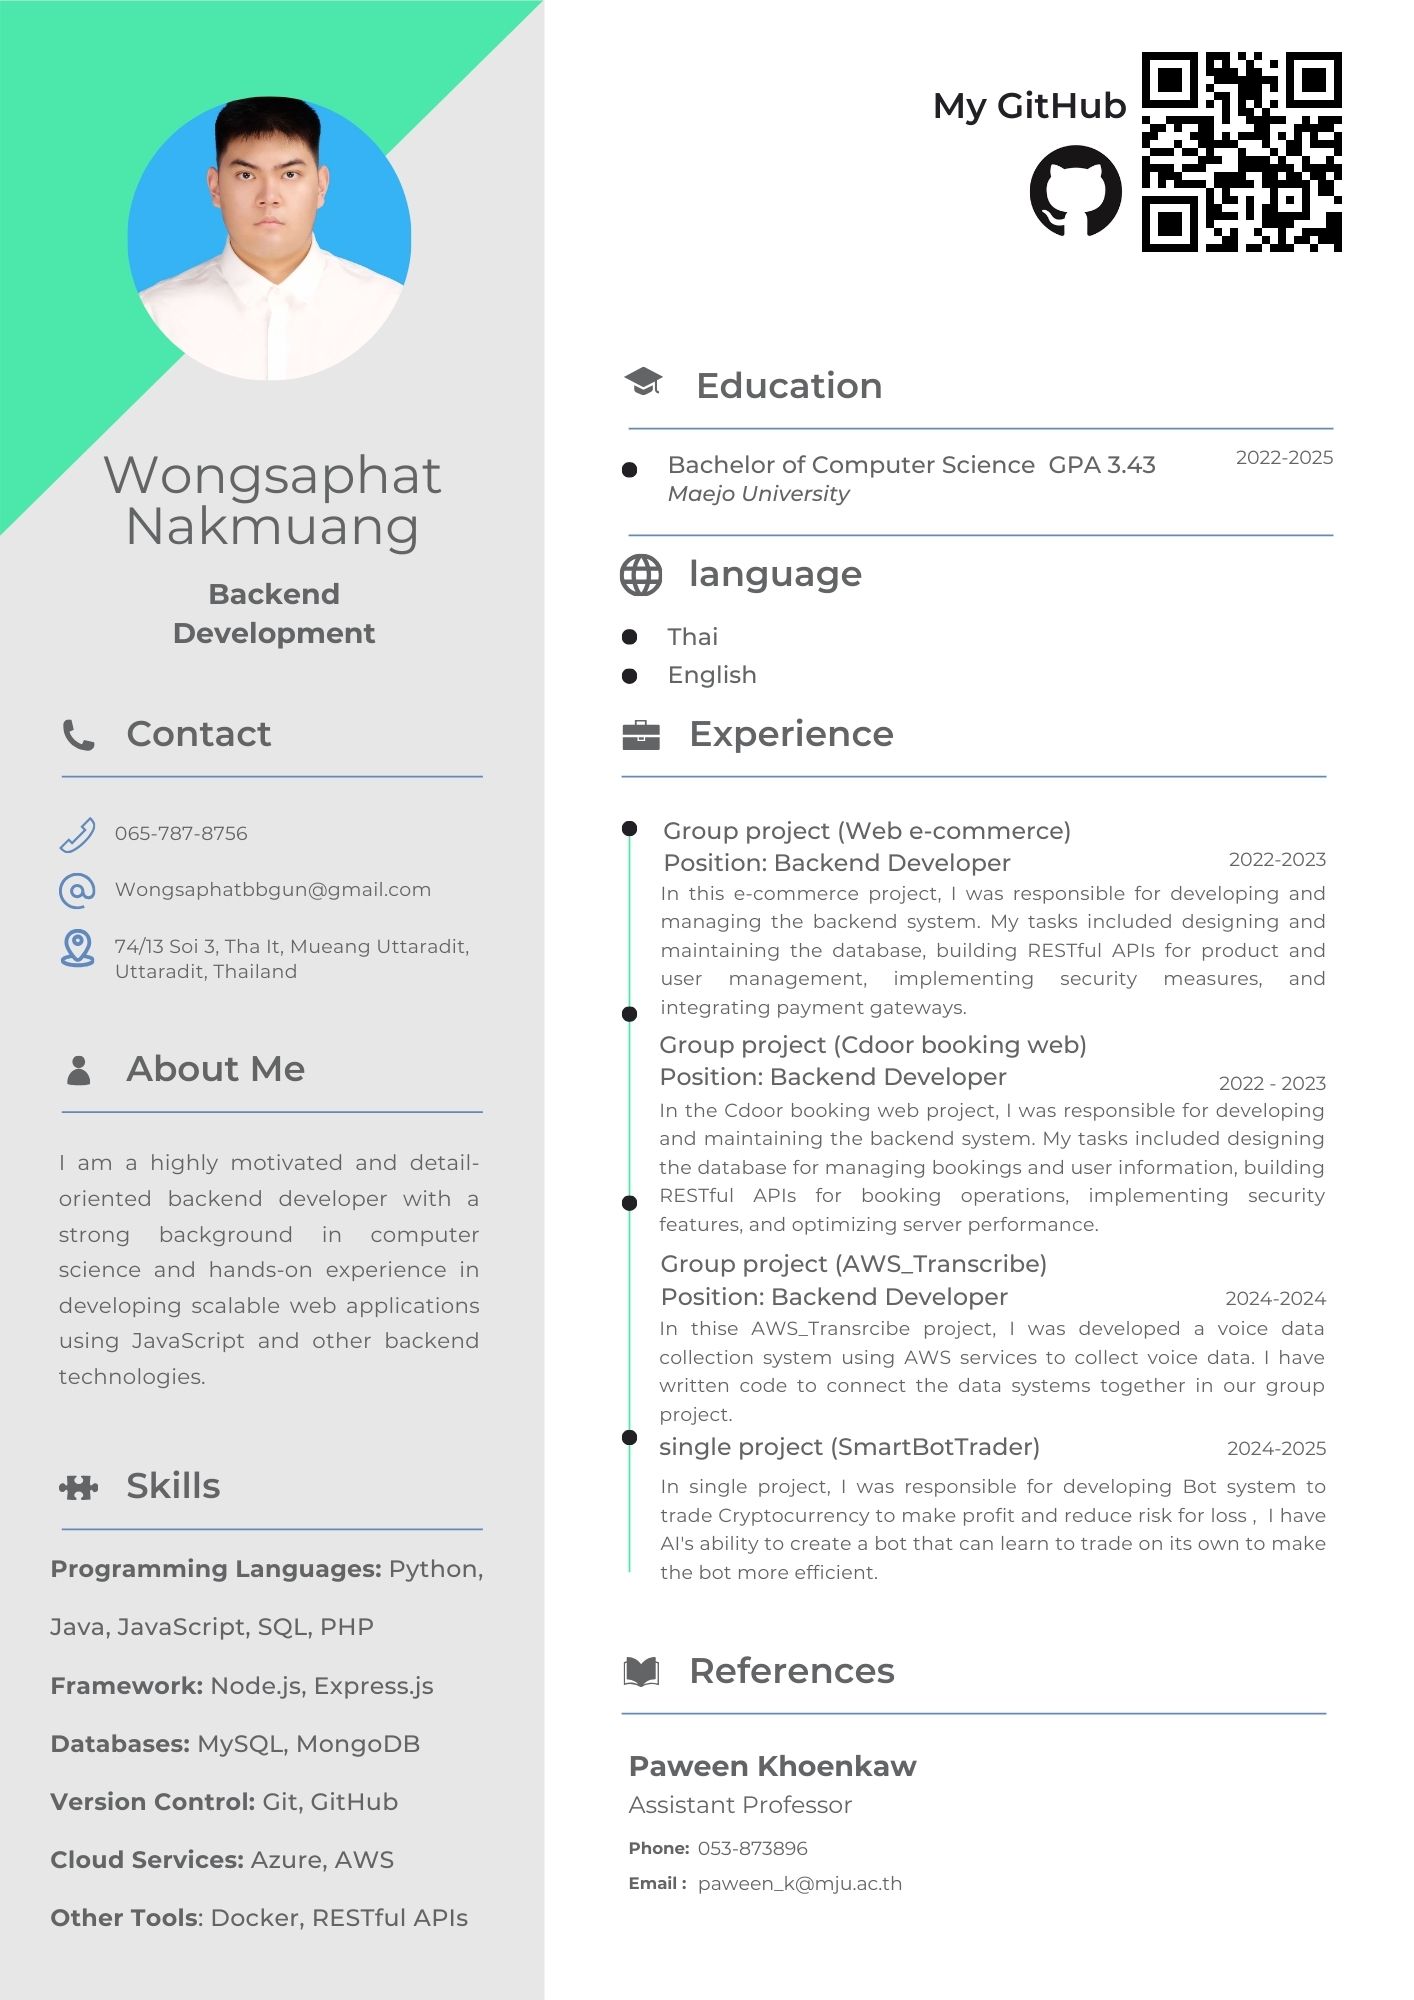 Wongsaphat
Nakmuang
Backend
Development
Contact
065-787-8756
Wongsaphatbbgun@gmail.com
74/13 Soi 3, Tha It, Mueang Uttaradit,
Uttaradit, Thailand
About Me
I am a highly motivated and detail-
oriented backend developer with a
strong background in computer
science and hands-on experience in
developing scalable web applications
using JavaScript and other backend
technologies.
Skills
Programming Languages: Python,
Java, JavaScript, SQL, PHP
Framework: Node.js, Express.js
Databases: MySQL, MongoDB
Version Control: Git, GitHub
Cloud Services: Azure, AWS
Other Tools: Docker, RESTful APIs
My GitHub
Education
Bachelor of Computer Science  GPA 3.43
2022-2025
Maejo University
language
Thai
English
Experience
Group project (Web e-commerce)
Position: Backend Developer
2022-2023
In this e-commerce project, I was responsible for developing and
managing the backend system. My tasks included designing and
maintaining the database, building RESTful APIs for product and
user management, implementing security measures, and
integrating payment gateways.
Group project (Cdoor booking web)
Position: Backend Developer
2022 - 2023
In the Cdoor booking web project, I was responsible for developing
and maintaining the backend system. My tasks included designing
the database for managing bookings and user information, building
RESTful APIs for booking operations, implementing security
features, and optimizing server performance.
Group project (AWS_Transcribe)
Position: Backend Developer
2024-2024
In thise AWS_Transrcibe project, I was developed a voice data
collection system using AWS services to collect voice data. I have
written code to connect the data systems together in our group
project.
single project (SmartBotTrader)
2024-2025
In single project, I was responsible for developing Bot system to
trade Cryptocurrency to make profit and reduce risk for loss ,  I have
AI's ability to create a bot that can learn to trade on its own to make
the bot more efficient.
References
Paween Khoenkaw
Assistant Professor
Phone: 053-873896
Email : paween_k@mju.ac.th